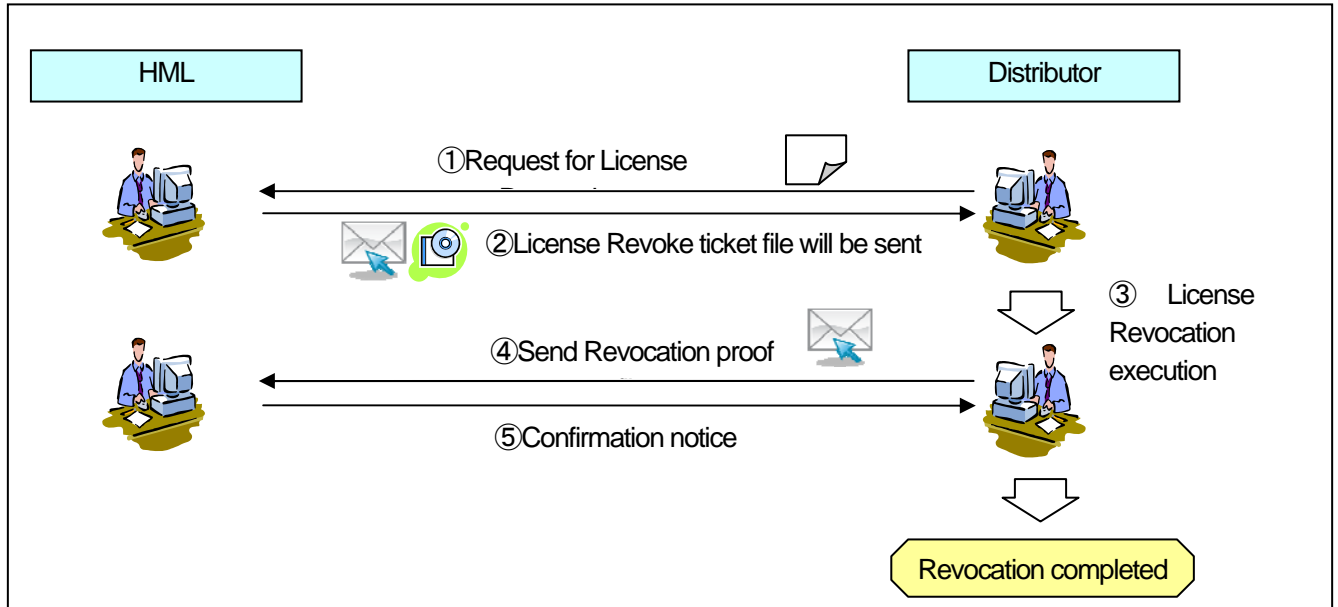 HML
Distributor
①Request for License
②License Revoke ticket file will be sent
③ License
Revocation
execution
④Send Revocation proof
⑤Confirmation notice
Revocation completed